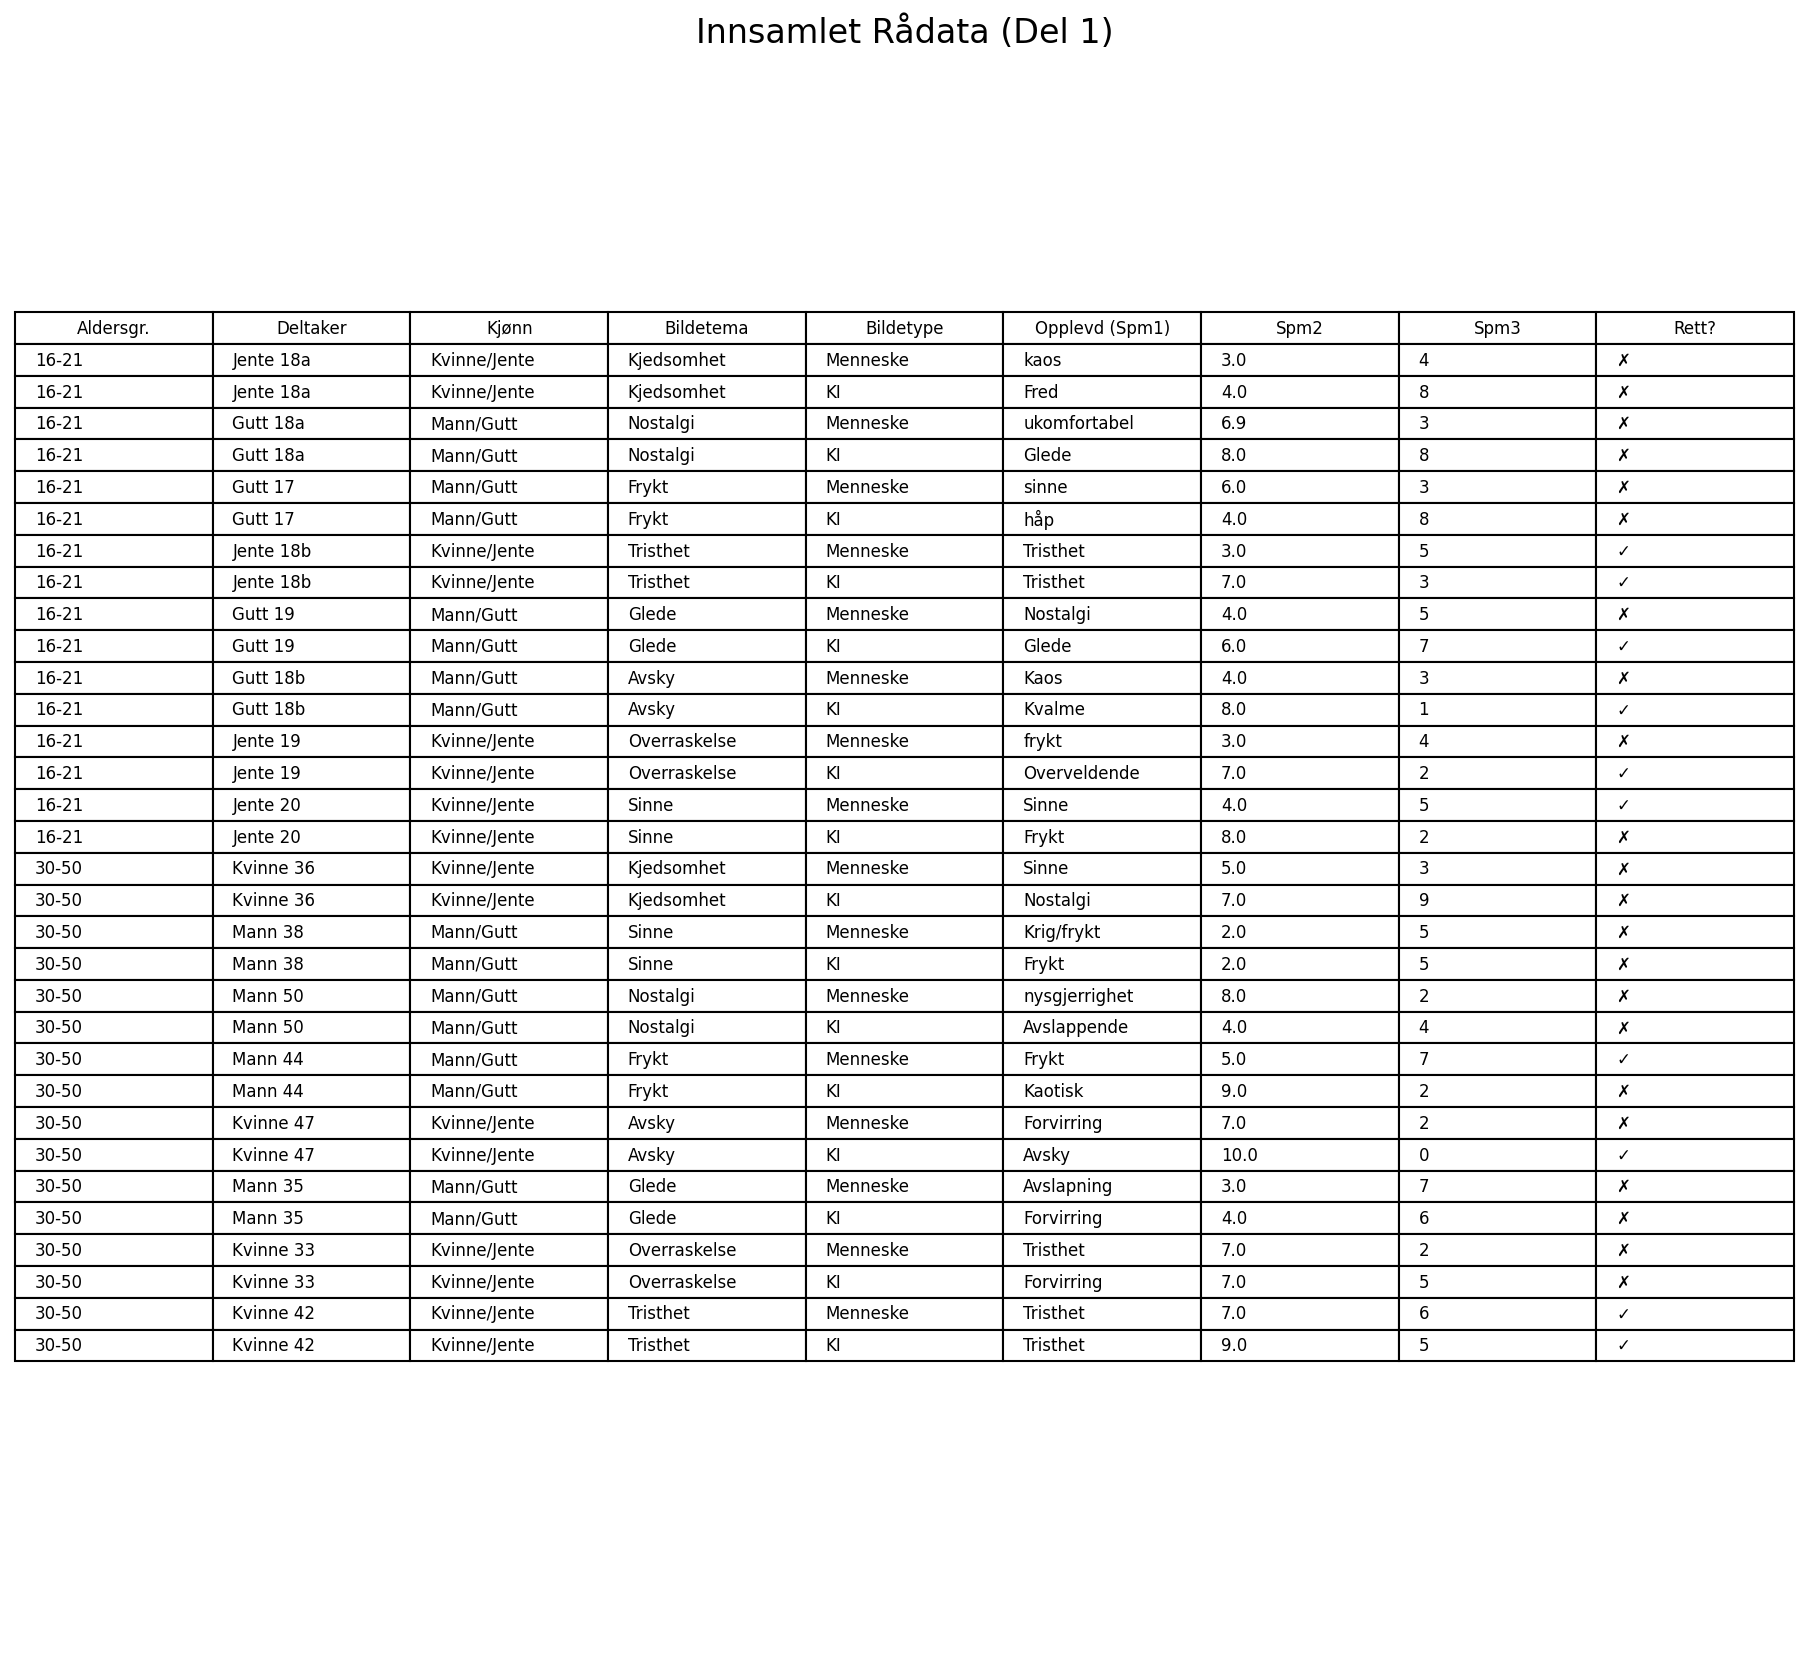 Innsamlet Rådata (Del 1)
Aldersgr. Deltaker Kjønn Bildetema Bildetype Opplevd (Spm1) Spm2 Spm3 Rett?
16-21 Jente 18a Kvinne/Jente Kjedsomhet Menneske kaos 3.0 4 ✗
16-21 Jente 18a Kvinne/Jente Kjedsomhet KI Fred 4.0 8 ✗
16-21 Gutt 18a Mann/Gutt Nostalgi Menneske ukomfortabel 6.9 3 ✗
16-21 Gutt 18a Mann/Gutt Nostalgi KI Glede 8.0 8 ✗
16-21 Gutt 17 Mann/Gutt Frykt Menneske sinne 6.0 3 ✗
16-21 Gutt 17 Mann/Gutt Frykt KI håp 4.0 8 ✗
16-21 Jente 18b Kvinne/Jente Tristhet Menneske Tristhet 3.0 5 ✓
16-21 Jente 18b Kvinne/Jente Tristhet KI Tristhet 7.0 3 ✓
16-21 Gutt 19 Mann/Gutt Glede Menneske Nostalgi 4.0 5 ✗
16-21 Gutt 19 Mann/Gutt Glede KI Glede 6.0 7 ✓
16-21 Gutt 18b Mann/Gutt Avsky Menneske Kaos 4.0 3 ✗
16-21 Gutt 18b Mann/Gutt Avsky KI Kvalme 8.0 1 ✓
16-21 Jente 19 Kvinne/Jente Overraskelse Menneske frykt 3.0 4 ✗
16-21 Jente 19 Kvinne/Jente Overraskelse KI Overveldende 7.0 2 ✓
16-21 Jente 20 Kvinne/Jente Sinne Menneske Sinne 4.0 5 ✓
16-21 Jente 20 Kvinne/Jente Sinne KI Frykt 8.0 2 ✗
30-50 Kvinne 36 Kvinne/Jente Kjedsomhet Menneske Sinne 5.0 3 ✗
30-50 Kvinne 36 Kvinne/Jente Kjedsomhet KI Nostalgi 7.0 9 ✗
30-50 Mann 38 Mann/Gutt Sinne Menneske Krig/frykt 2.0 5 ✗
30-50 Mann 38 Mann/Gutt Sinne KI Frykt 2.0 5 ✗
30-50 Mann 50 Mann/Gutt Nostalgi Menneske nysgjerrighet 8.0 2 ✗
30-50 Mann 50 Mann/Gutt Nostalgi KI Avslappende 4.0 4 ✗
30-50 Mann 44 Mann/Gutt Frykt Menneske Frykt 5.0 7 ✓
30-50 Mann 44 Mann/Gutt Frykt KI Kaotisk 9.0 2 ✗
30-50 Kvinne 47 Kvinne/Jente Avsky Menneske Forvirring 7.0 2 ✗
30-50 Kvinne 47 Kvinne/Jente Avsky KI Avsky 10.0 0 ✓
30-50 Mann 35 Mann/Gutt Glede Menneske Avslapning 3.0 7 ✗
30-50 Mann 35 Mann/Gutt Glede KI Forvirring 4.0 6 ✗
30-50 Kvinne 33 Kvinne/Jente Overraskelse Menneske Tristhet 7.0 2 ✗
30-50 Kvinne 33 Kvinne/Jente Overraskelse KI Forvirring 7.0 5 ✗
30-50 Kvinne 42 Kvinne/Jente Tristhet Menneske Tristhet 7.0 6 ✓
30-50 Kvinne 42 Kvinne/Jente Tristhet KI Tristhet 9.0 5 ✓